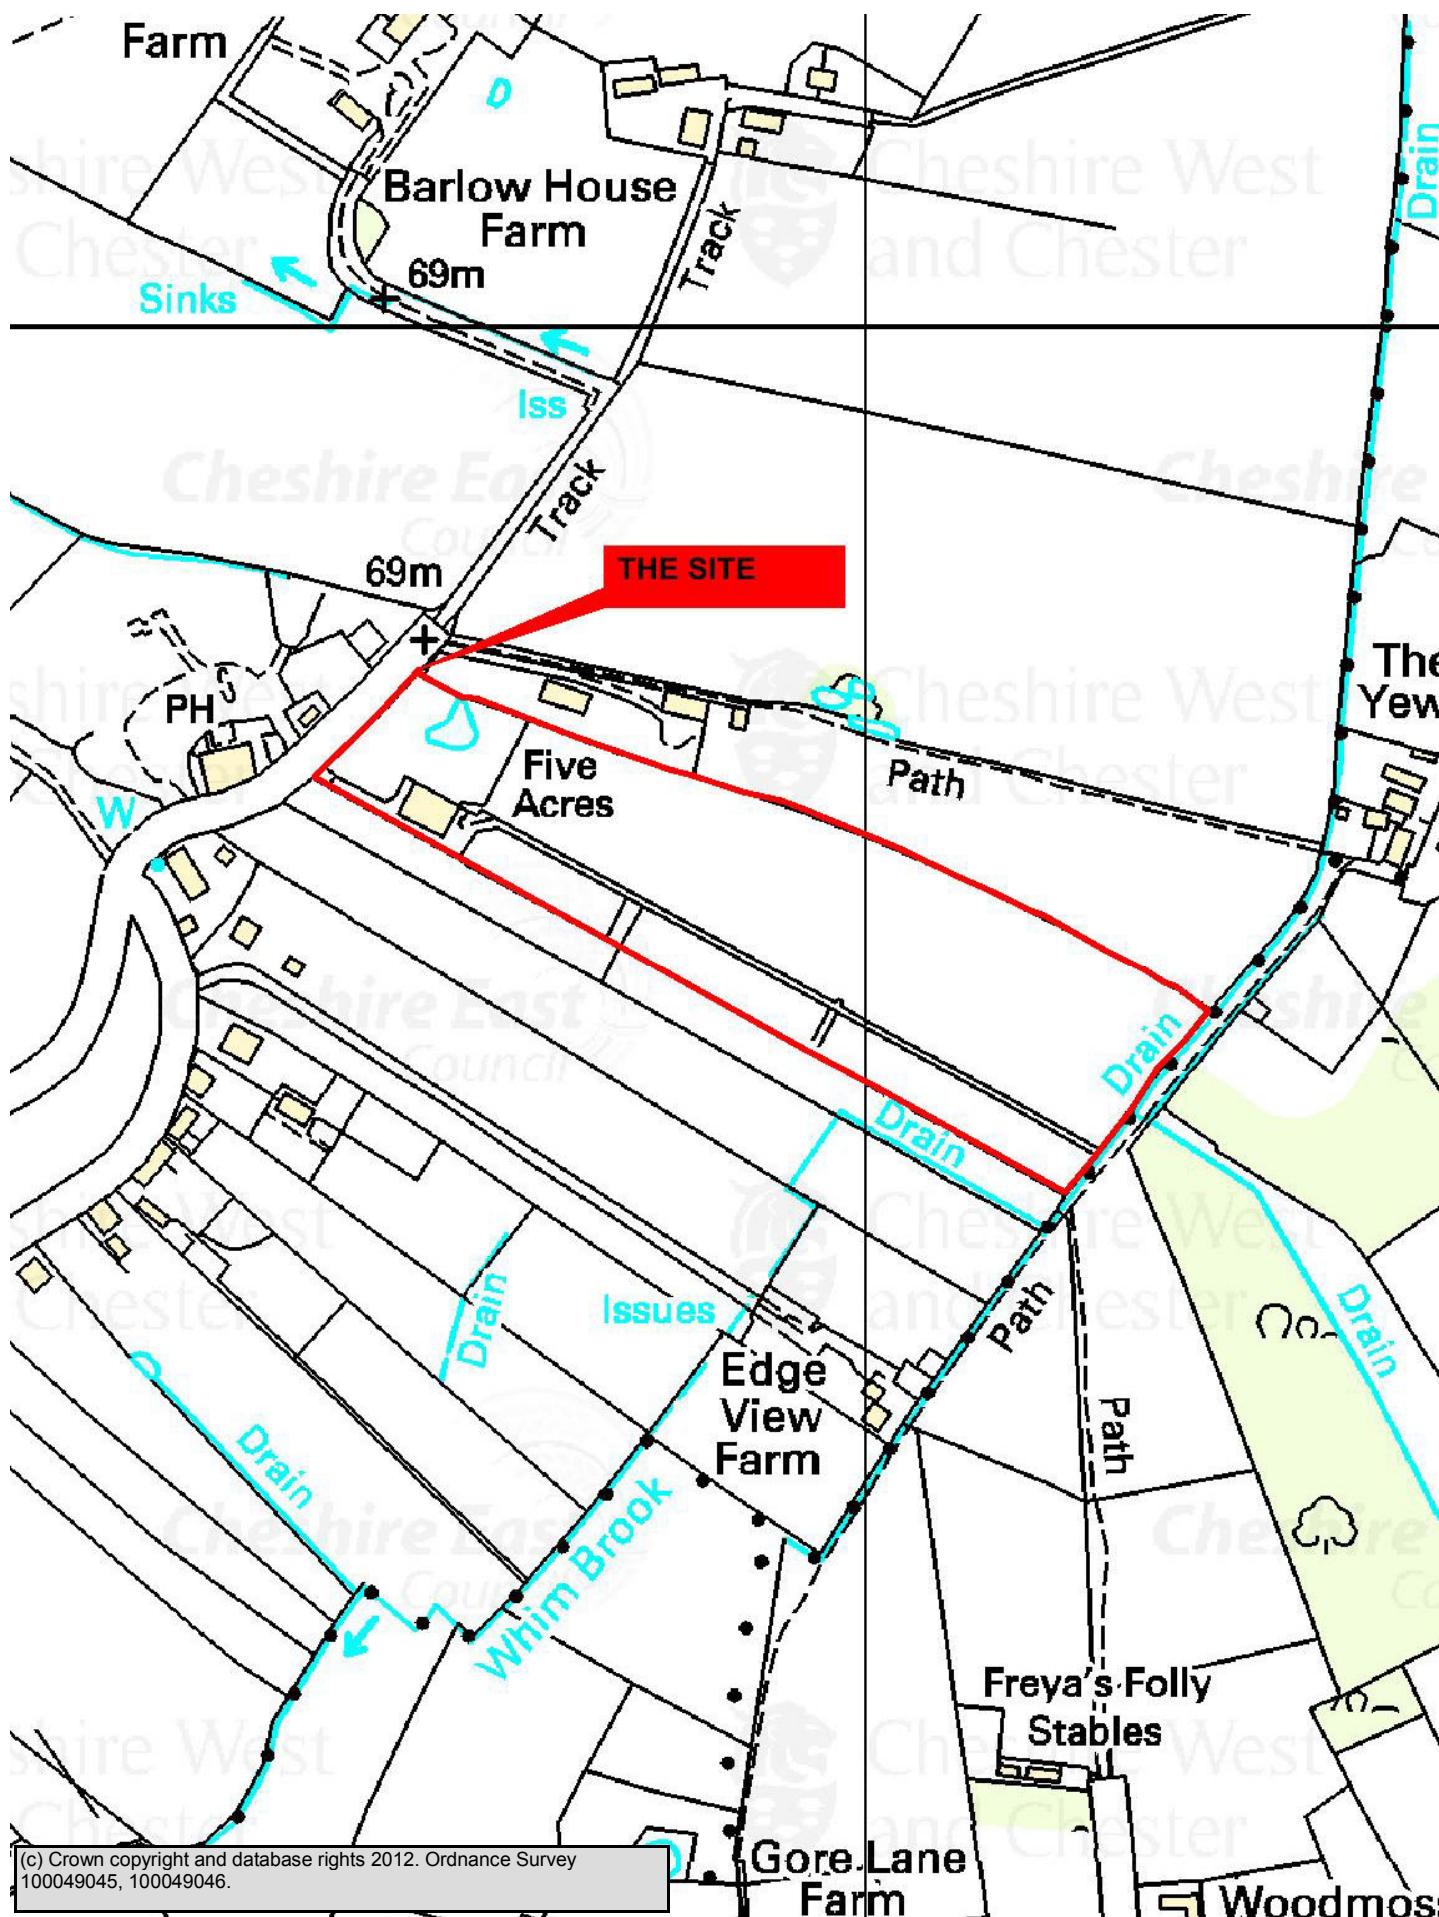 Farm
D
Drain
Barlow House
Farm
Track
69m
Sinks
Iss
Track
69m
THE SITE
The
Yew
PH
Five
Acres
Path
W
Drain
Drain
Drain
Issues
Drain
Path
Edge
View
Farm
Path
Drain
Whim Brook
Freya's Folly
Stables
Gore Lane
Farm
Woodmoss
(c) Crown copyright and database rights 2012. Ordnance Survey
100049045, 100049046.
Cheshire West
and Chester
Cheshire East
Council